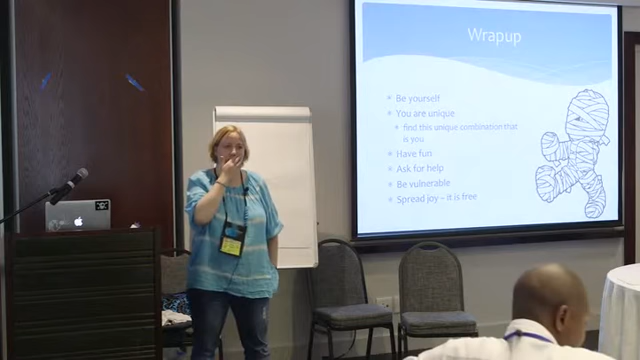 Wrapup
Be yourself
You are unique
find this unique combination that
is you
Have fun
Ask for help
Be vulnerable
Spread joy – it is free